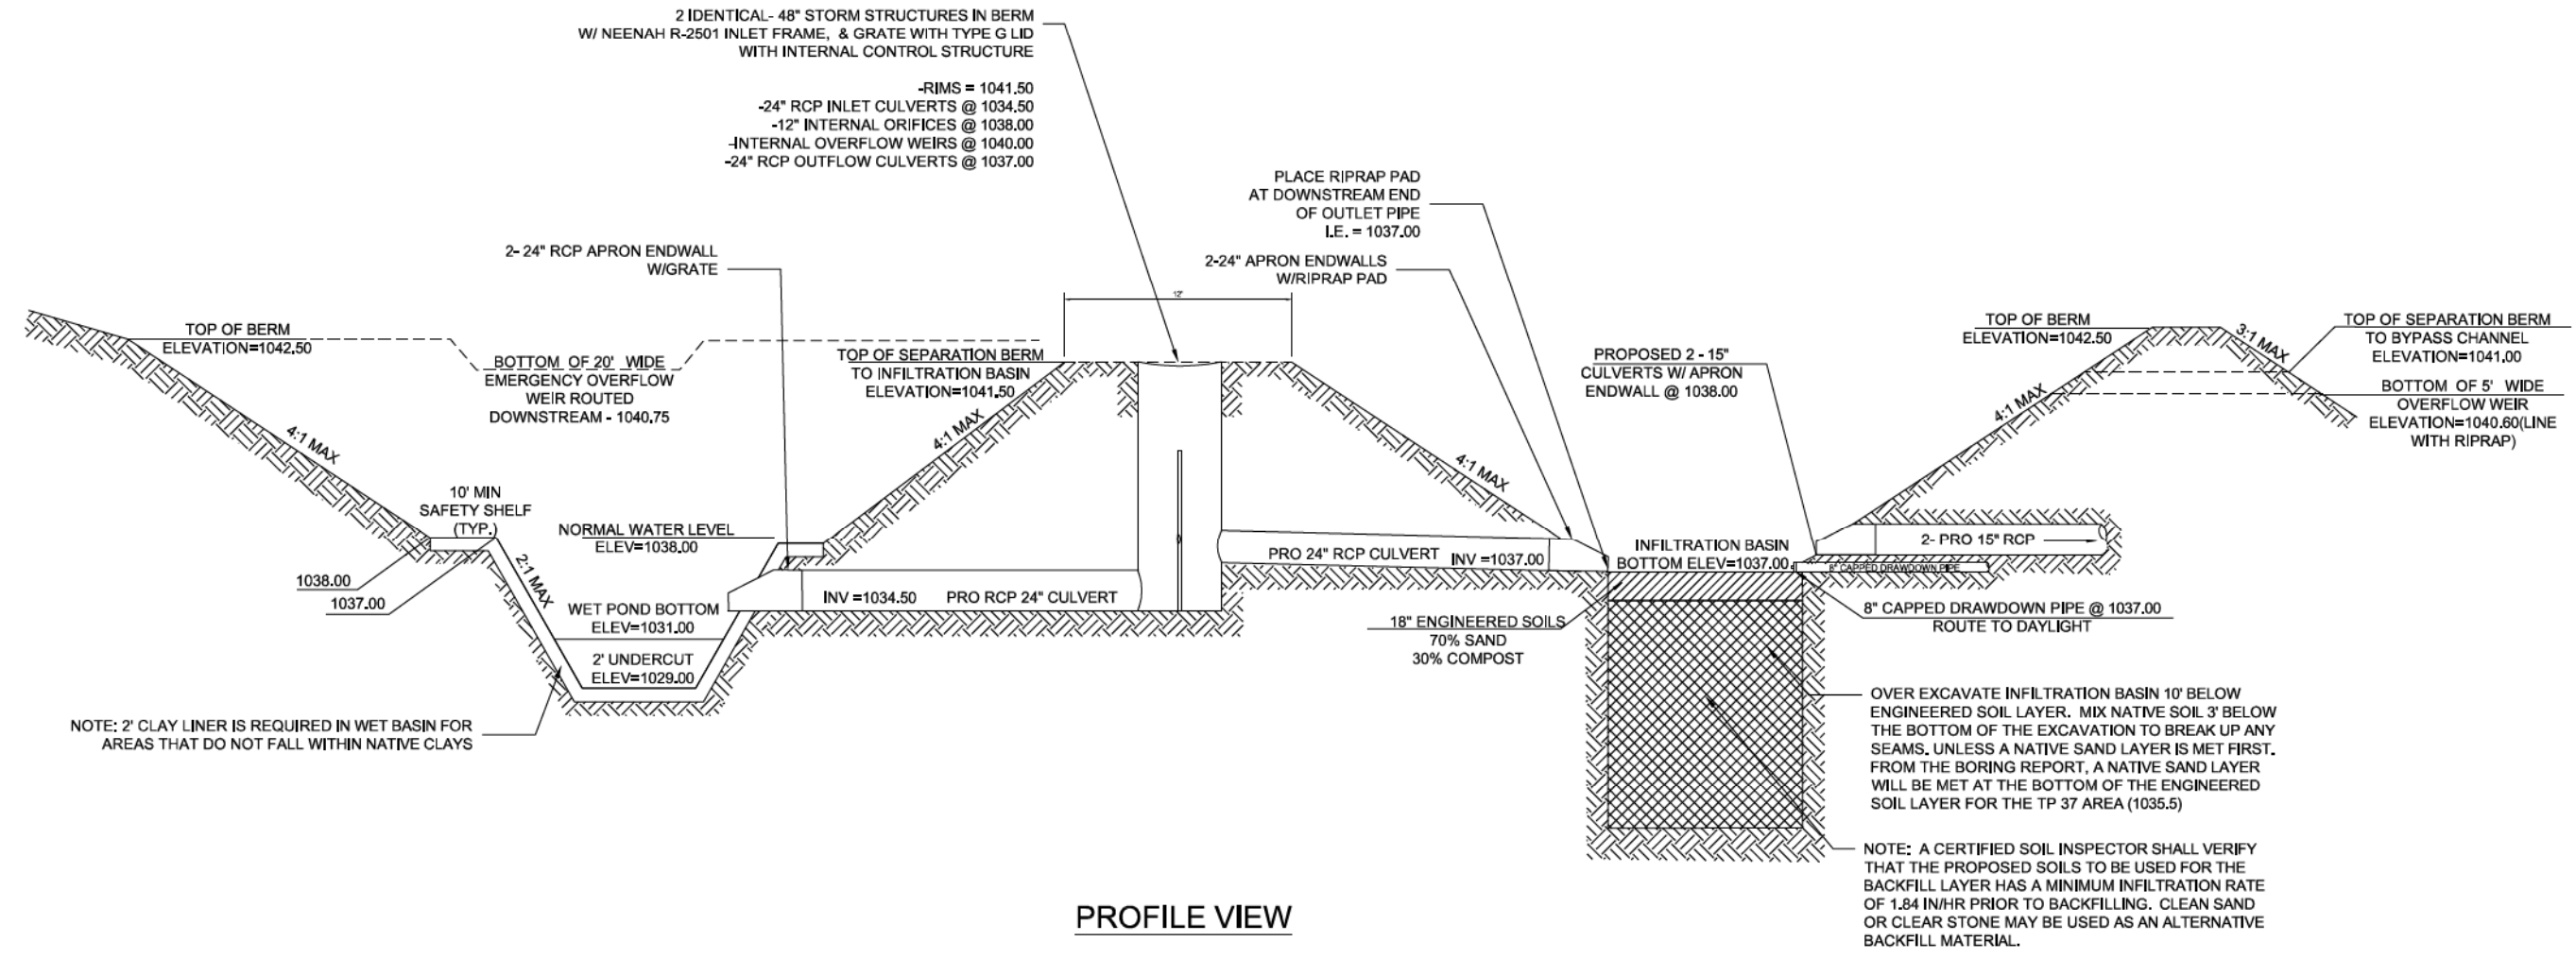 2 IDENTICAL- 48" STORM STRUCTURES IN BERM
W/ NEENAH R-2501 INLET FRAME, & GRATE WITH TYPE G LID
WITH INTERNAL CONTROL STRUCTURE
-RIMS = 1041.50
-24" RCP INLET CULVERTS @ 1034.50
-12" INTERNAL ORIFICES @ 1038.00
-INTERNAL OVERFLOW WEIRS @ 1040.00
-24" RCP OUTFLOW CULVERTS @ 1037.00
PLACE RIPRAP PAD
AT DOWNSTREAM END
OF OUTLET PIPE
I.E. = 1037.00
2- 24" RCP APRON ENDWALL
W/GRATE
2-24" APRON ENDWALLS
W/RIPRAP PAD
12'
TOP OF BERM
ELEVATION=1042.50
BOTTOM OF 20' WIDE
EMERGENCY OVERFLOW
WEIR ROUTED
DOWNSTREAM - 1040.75
TOP OF SEPARATION BERM
TO INFILTRATION BASIN
ELEVATION=1041.50
PROPOSED 2 - 15"
CULVERTS W/ APRON
ENDWALL @ 1038.00
TOP OF BERM
ELEVATION=1042.50
3:1 MAX
TOP OF SEPARATION BERM
TO BYPASS CHANNEL
ELEVATION=1041.00
BOTTOM OF 5' WIDE
OVERFLOW WEIR
ELEVATION=1040.60(LINE
WITH RIPRAP)
4:1 MAX
4:1 MAX
4:1 MAX
4:1 MAX
10' MIN
SAFETY SHELF
(TYP.)
NORMAL WATER LEVEL
ELEV=1038.00
2:1 MAX
1038.00
1037.00
WET POND BOTTOM
ELEV=1031.00
2' UNDERCUT
ELEV=1029.00
INV =1034.50 PRO RCP 24" CULVERT
PRO 24" RCP CULVERT INV =1037.00
INFILTRATION BASIN
BOTTOM ELEV=1037.00
2- PRO 15" RCP
8" CAPPED DRAWDOWN PIPE
8" CAPPED DRAWDOWN PIPE @ 1037.00
ROUTE TO DAYLIGHT
18" ENGINEERED SOILS
70% SAND
30% COMPOST
NOTE: 2' CLAY LINER IS REQUIRED IN WET BASIN FOR
AREAS THAT DO NOT FALL WITHIN NATIVE CLAYS
OVER EXCAVATE INFILTRATION BASIN 10' BELOW
ENGINEERED SOIL LAYER. MIX NATIVE SOIL 3' BELOW
THE BOTTOM OF THE EXCAVATION TO BREAK UP ANY
SEAMS. UNLESS A NATIVE SAND LAYER IS MET FIRST.
FROM THE BORING REPORT, A NATIVE SAND LAYER
WILL BE MET AT THE BOTTOM OF THE ENGINEERED
SOIL LAYER FOR THE TP 37 AREA (1035.5)
NOTE: A CERTIFIED SOIL INSPECTOR SHALL VERIFY
THAT THE PROPOSED SOILS TO BE USED FOR THE
BACKFILL LAYER HAS A MINIMUM INFILTRATION RATE
OF 1.84 IN/HR PRIOR TO BACKFILLING. CLEAN SAND
OR CLEAR STONE MAY BE USED AS AN ALTERNATIVE
BACKFILL MATERIAL.
PROFILE VIEW